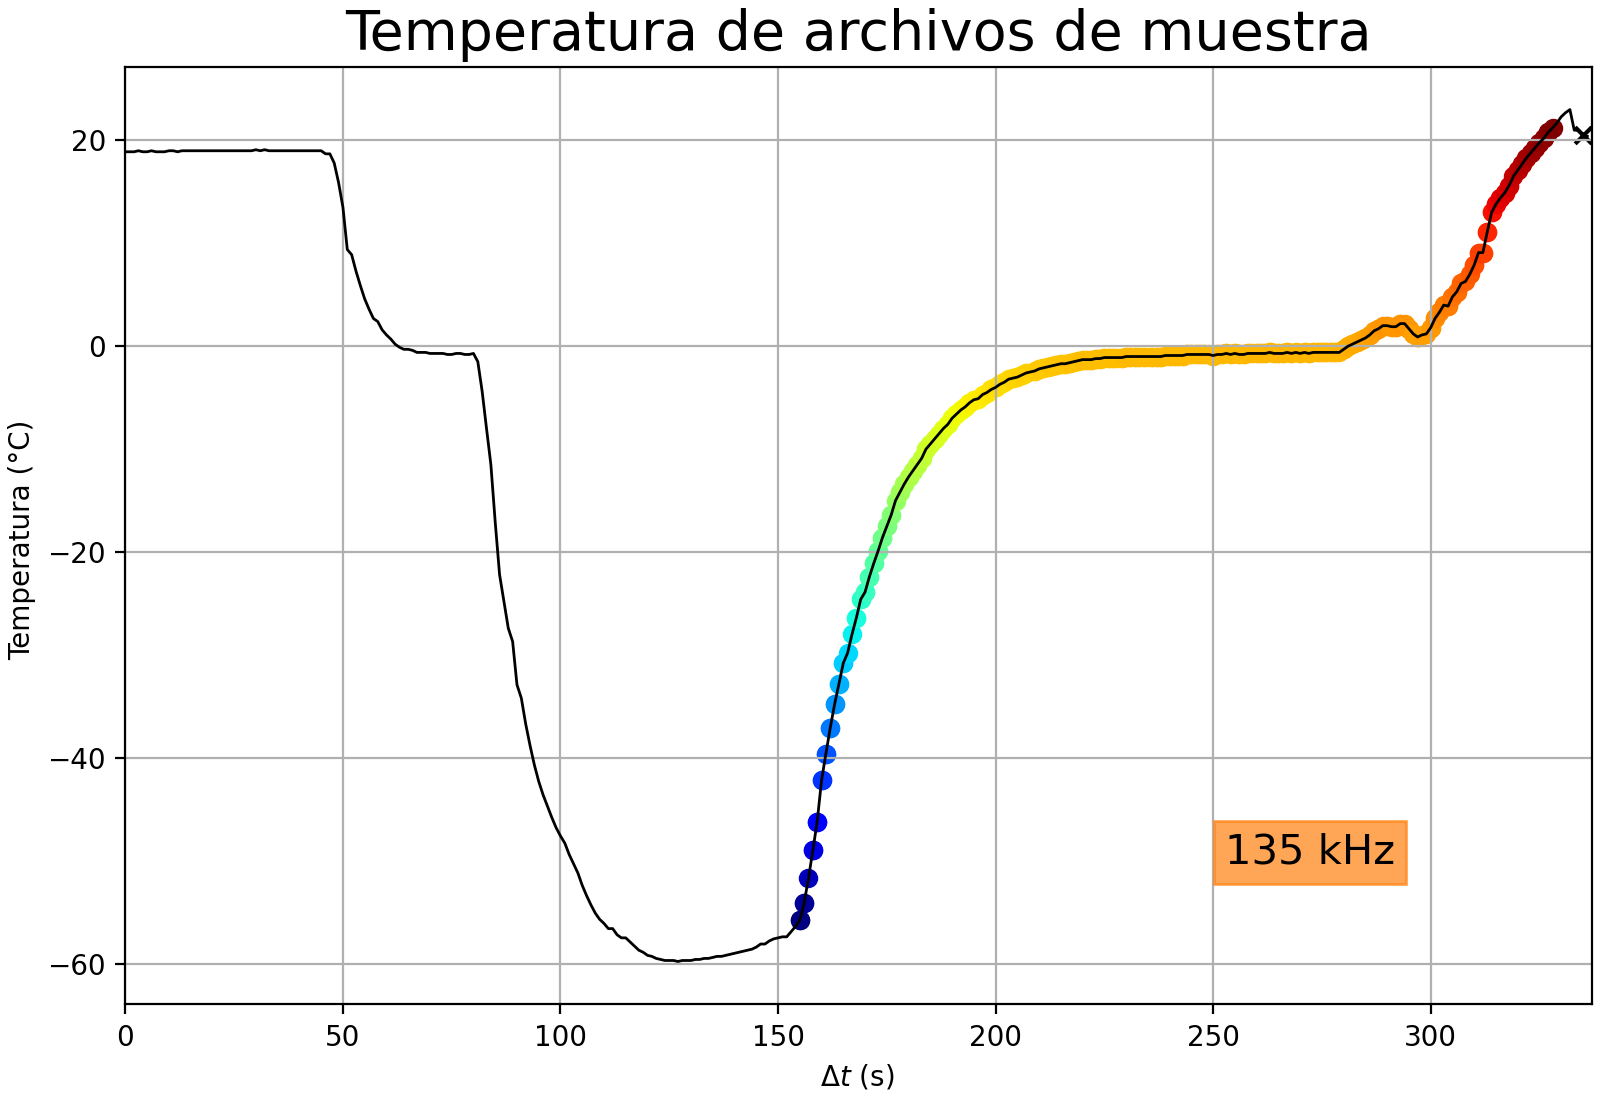 Temperatura de archivos de muestra
Temperatura (°C)
20
0
−20
−40
−60
135 kHz
0 50 100 150 200 250 300
Δt (s)